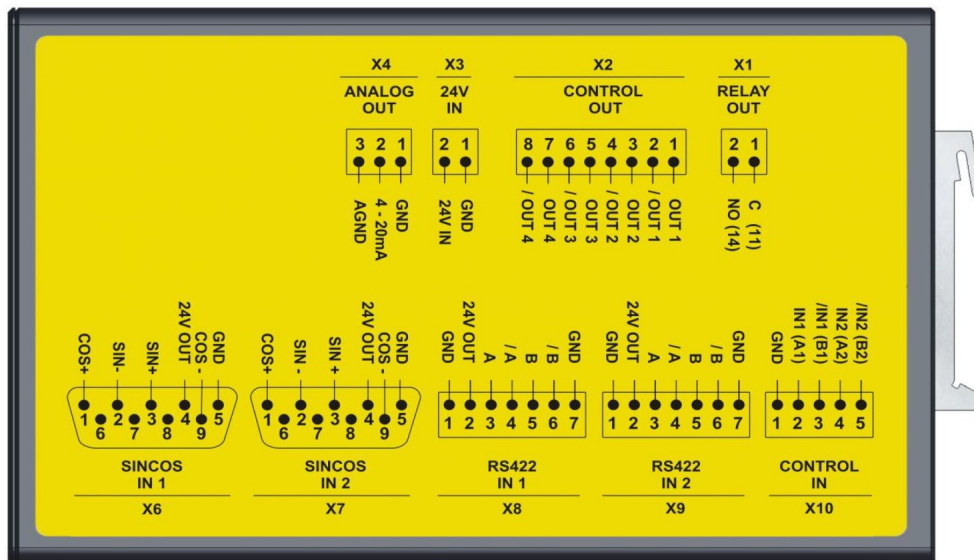 X4 X3 X2 X1
ANALOG OUT 24V IN CONTROL OUT RELAY OUT
3 2 1 2 1 8 7 6 5 4 3 2 1 2 1
AGND
4 - 20mA
GND
24V IN
GND
/ OUT 4
OUT 4
/ OUT 3
OUT 3
/ OUT 2
OUT 2
/ OUT 1
OUT 1
NO (14)
C (11)
COS+
SIN-
SIN+
24V OUT
COS -
GND
1 2 3 4 5
6 7 8 9
SINCOS
IN 1
X6
COS+
SIN -
SIN +
24V OUT
COS -
GND
1 2 3 4 5
6 7 8 9
SINCOS
IN 2
X7
GND
24V OUT
A
/ A
B
/ B
GND
1 2 3 4 5 6 7
RS422
IN 1
X8
GND
24V OUT
A
/ A
B
/ B
GND
1 2 3 4 5 6 7
RS422
IN 2
X9
GND
IN1 (A1)
/IN1 (B1)
IN2 (A2)
/IN2 (B2)
1 2 3 4 5
CONTROL
IN
X10